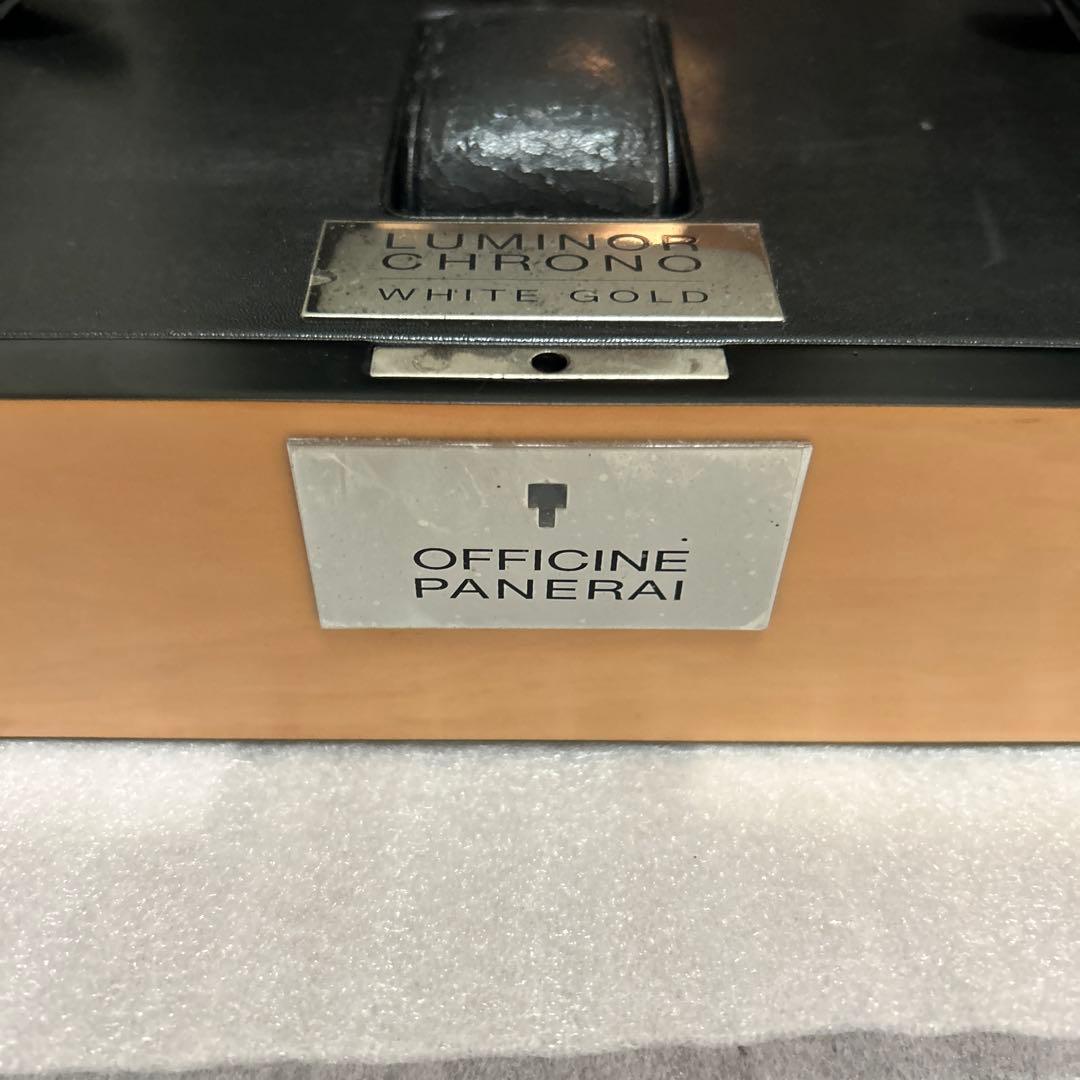 LUMINOR
CHRONO
WHITE GOLD
OFFICINE
PANERAI